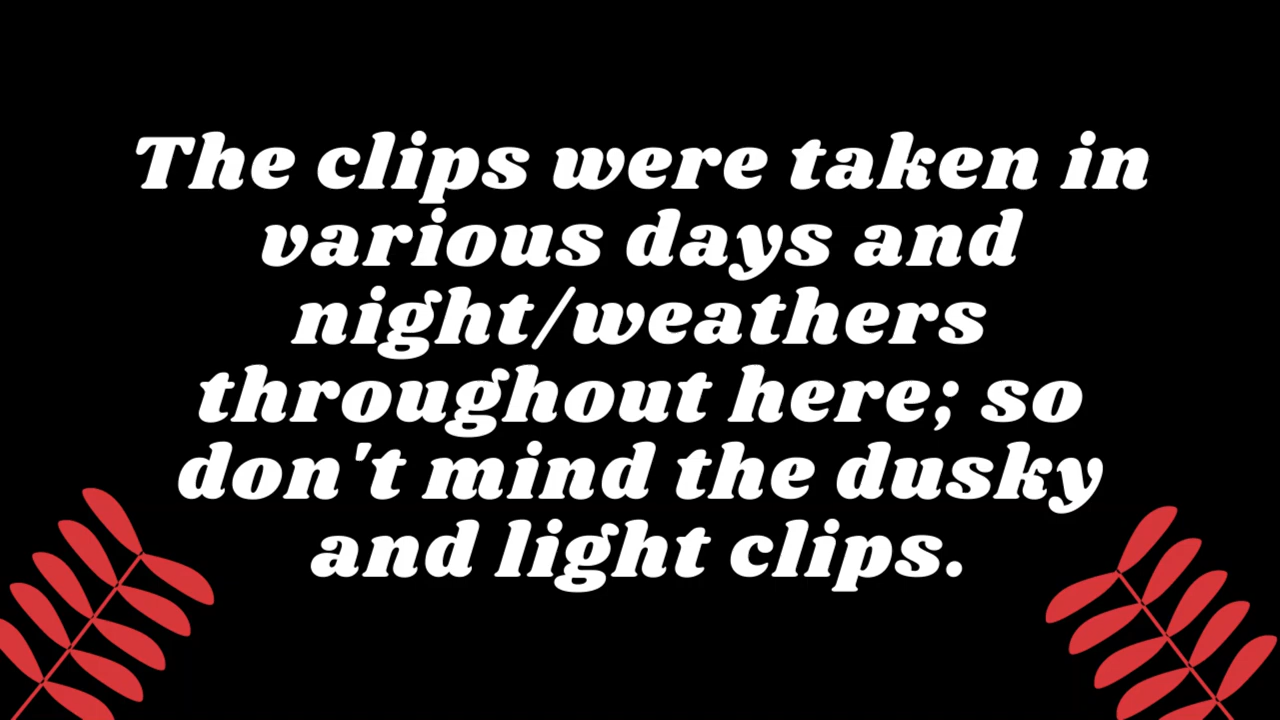 The clips were taken in
various days and
night/weathers
throughout here; so
don't mind the dusky
and light clips.